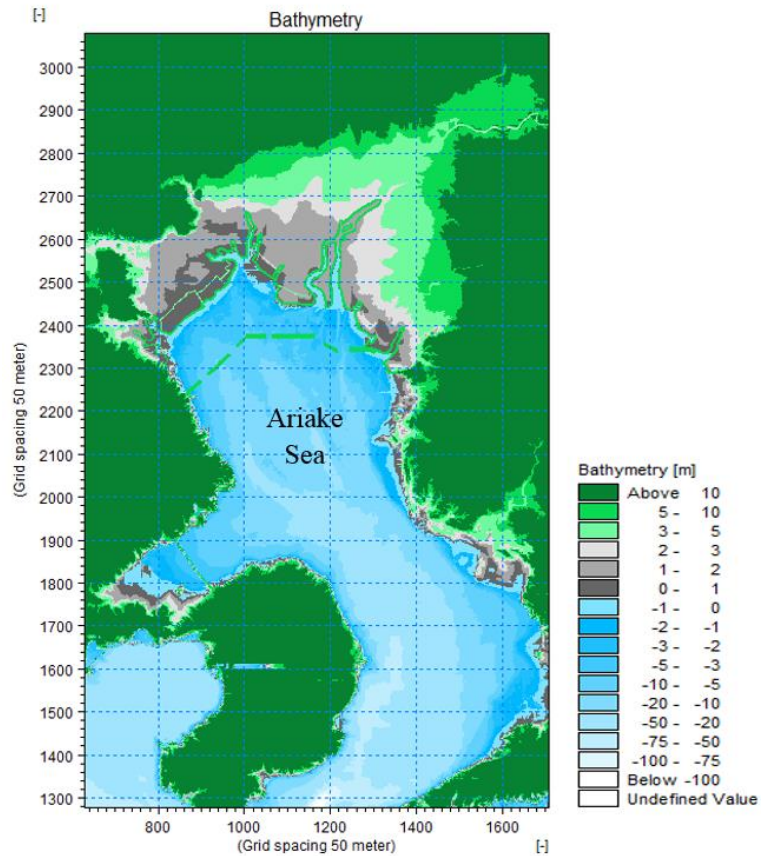 [-]
Bathymetry
3000
2900
2800
2700
2600
2500
2400
2300
2200
2100
2000
1900
1800
1700
1600
1500
1400
1300
(Grid spacing 50 meter)
Ariake
Sea
800 1000 1200 1400 1600
(Grid spacing 50 meter) [-]
Bathymetry [m]
Above 10
5 - 10
3 - 5
2 - 3
1 - 2
0 - 1
-1 - 0
-2 - -1
-3 - -2
-5 - -3
-10 - -5
-20 - -10
-50 - -20
-75 - -50
-100 - -75
Below -100
Undefined Value